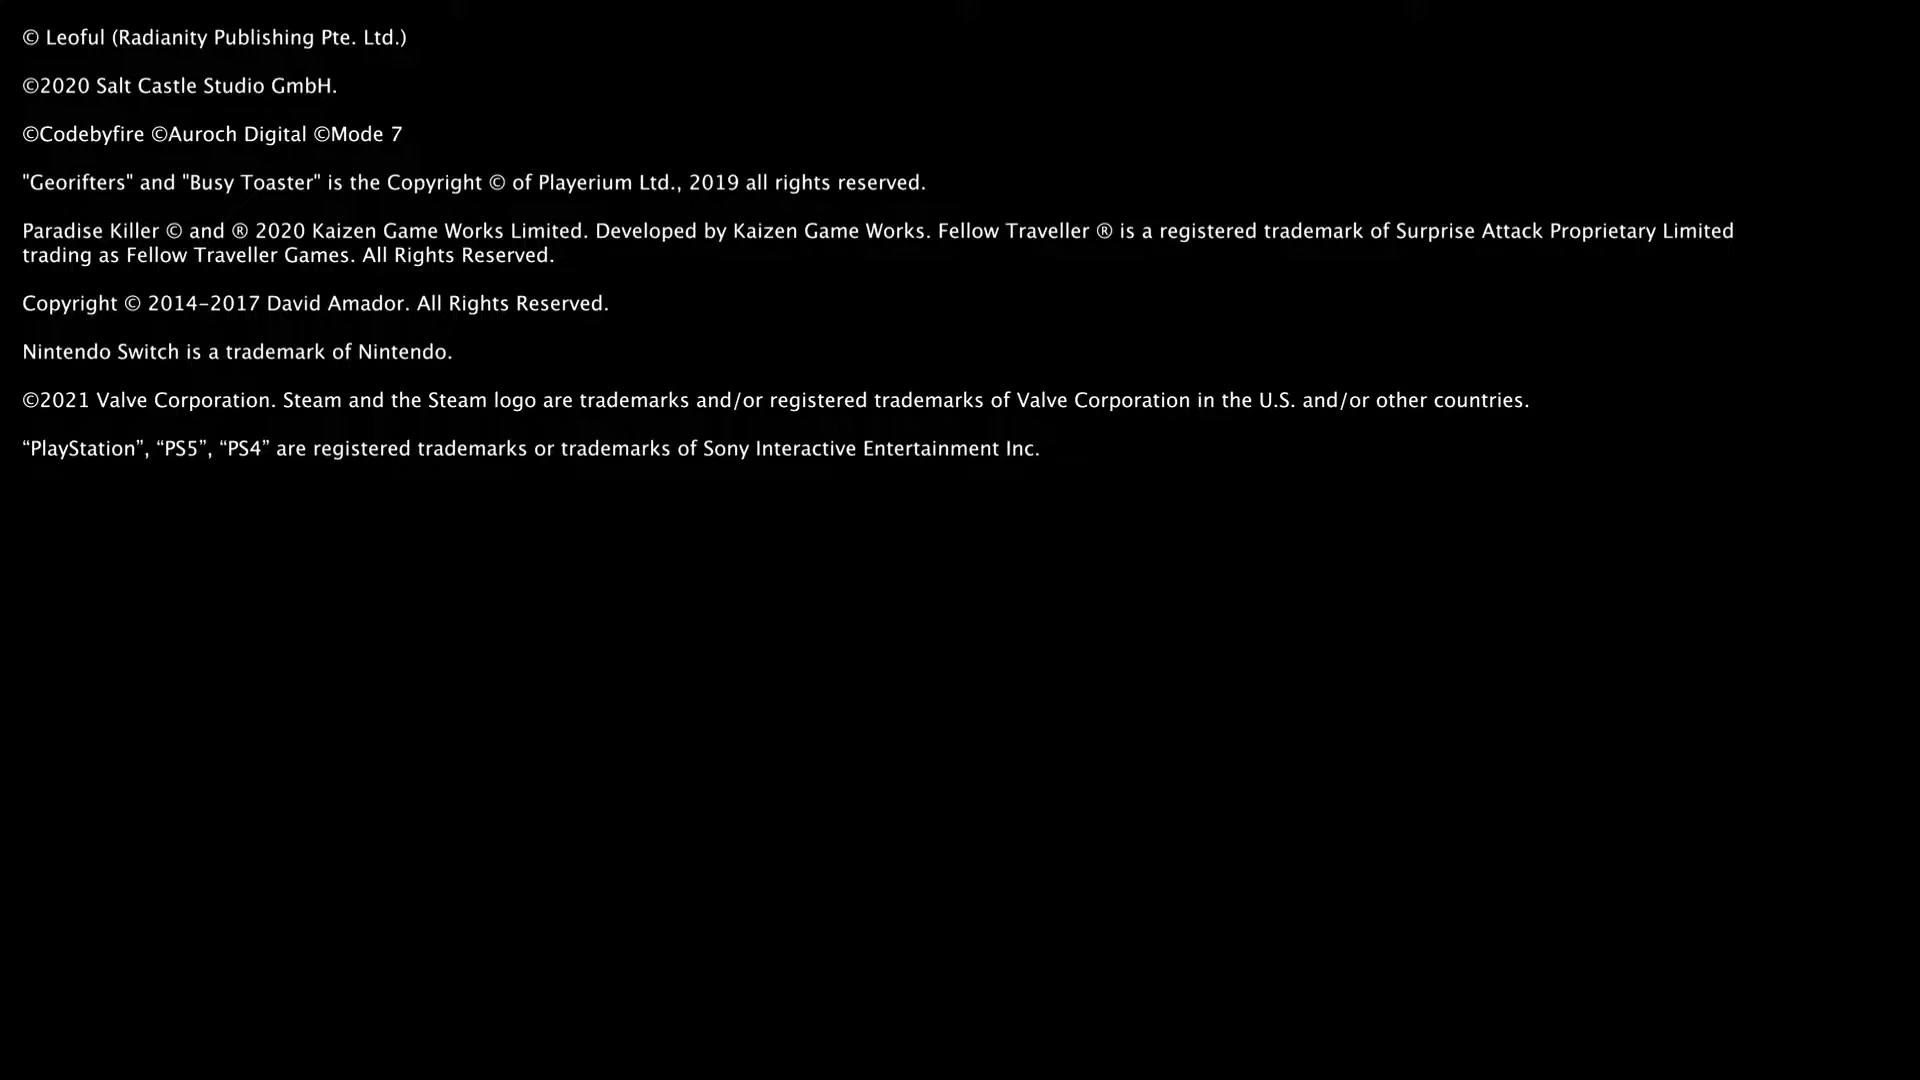 © Leoful (Radianity Publishing Pte. Ltd.)
©2020 Salt Castle Studio GmbH.
©Codebyfire ©Auroch Digital ©Mode 7
"Georifters" and "Busy Toaster" is the Copyright © of Playerium Ltd., 2019 all rights reserved.
Paradise Killer © and ® 2020 Kaizen Game Works Limited. Developed by Kaizen Game Works. Fellow Traveller ® is a registered trademark of Surprise Attack Proprietary Limited
trading as Fellow Traveller Games. All Rights Reserved.
Copyright © 2014–2017 David Amador. All Rights Reserved.
Nintendo Switch is a trademark of Nintendo.
©2021 Valve Corporation. Steam and the Steam logo are trademarks and/or registered trademarks of Valve Corporation in the U.S. and/or other countries.
“PlayStation”, “PS5”, “PS4” are registered trademarks or trademarks of Sony Interactive Entertainment Inc.